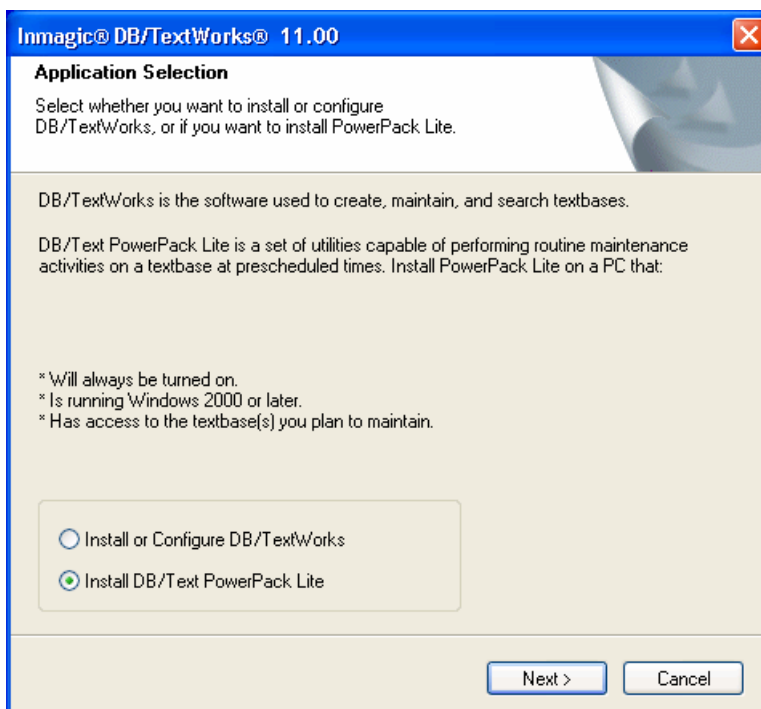 Inmagic® DB/TextWorks® 11.00
Application Selection
Select whether you want to install or configure
DB/TextWorks, or if you want to install PowerPack Lite.
DB/TextWorks is the software used to create, maintain, and search textbases.
DB/Text PowerPack Lite is a set of utilities capable of performing routine maintenance
activities on a textbase at prescheduled times. Install PowerPack Lite on a PC that:
* Will always be turned on.
* Is running Windows 2000 or later.
* Has access to the textbase(s) you plan to maintain.
Install or Configure DB/TextWorks
Install DB/Text PowerPack Lite
Next >
Cancel